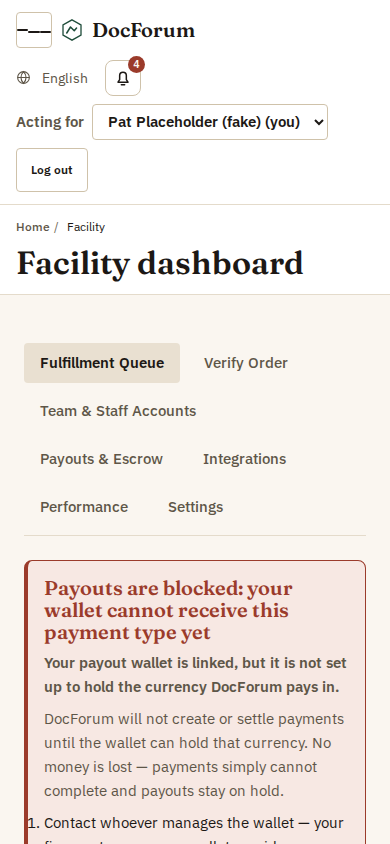 DocForum
English
4
Acting for
Pat Placeholder (fake) (you)
Log out
Home / Facility
Facility dashboard
Fulfillment Queue
Verify Order
Team & Staff Accounts
Payouts & Escrow
Integrations
Performance
Settings
Payouts are blocked: your
wallet cannot receive this
payment type yet
Your payout wallet is linked, but it is not set
up to hold the currency DocForum pays in.
DocForum will not create or settle payments
until the wallet can hold that currency. No
money is lost — payments simply cannot
complete and payouts stay on hold.
1. Contact whoever manages the wallet — your